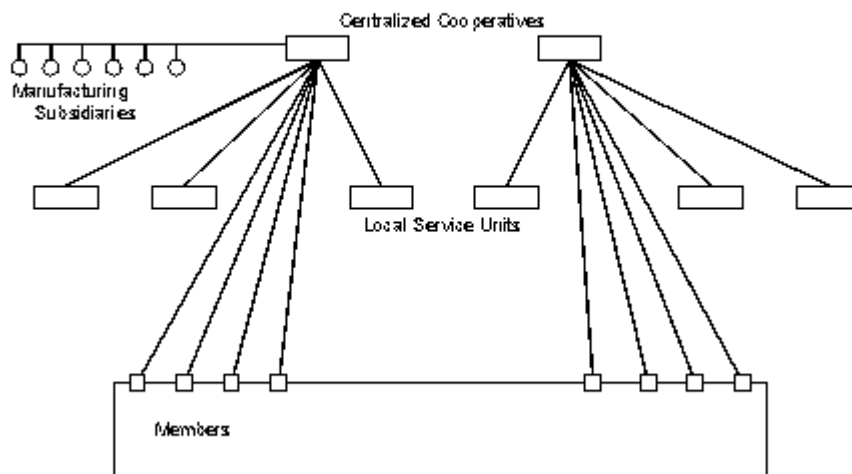 Centralized Cooperatives
Manufacturing
Subsidiaries
Local Service Units
Members